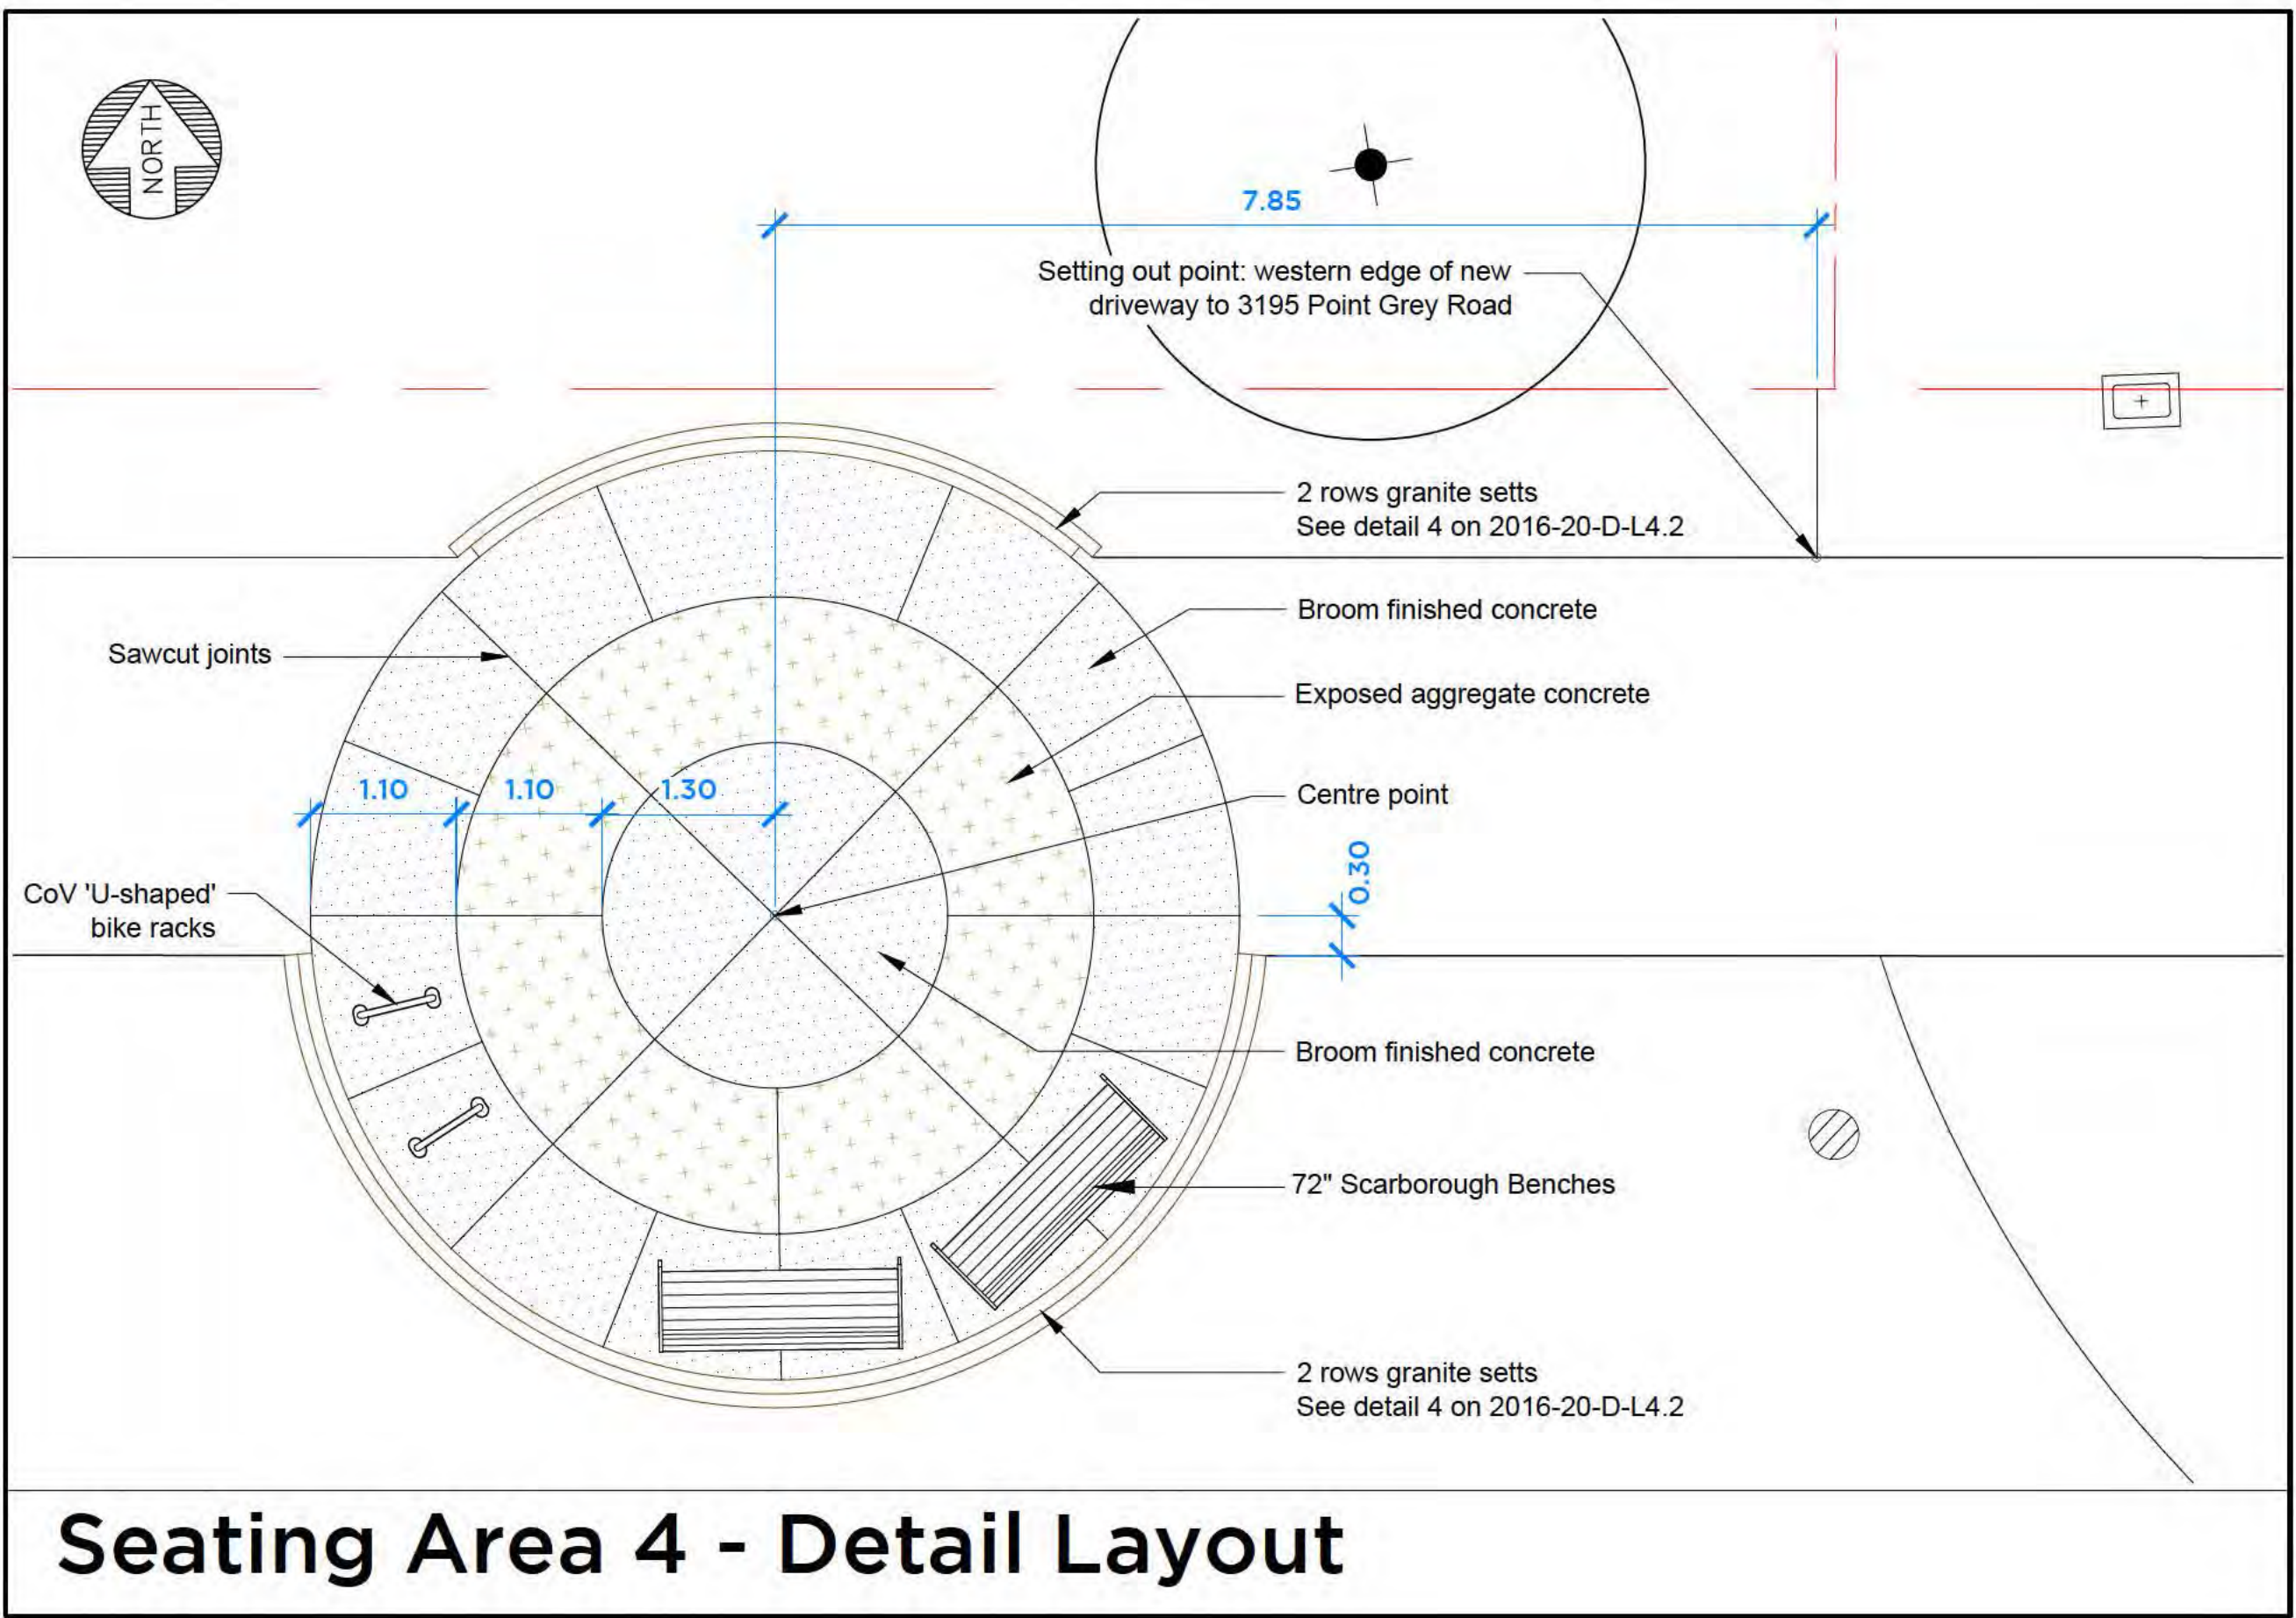 NORTH
7.85
Setting out point: western edge of new
driveway to 3195 Point Grey Road
2 rows granite setts
See detail 4 on 2016-20-D-L4.2
Broom finished concrete
Sawcut joints
Exposed aggregate concrete
1.10
1.10
1.30
Centre point
0.30
CoV 'U-shaped'
bike racks
Broom finished concrete
72" Scarborough Benches
2 rows granite setts
See detail 4 on 2016-20-D-L4.2
Seating Area 4 - Detail Layout